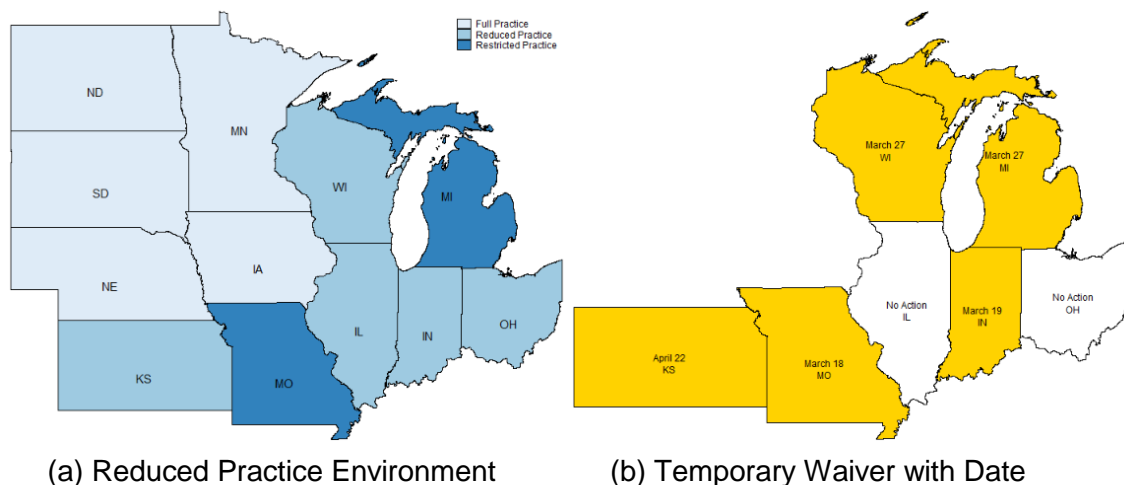 Full Practice
Reduced Practice
Restricted Practice
ND
MN
SD
WI
MI
NE
IA
IL
IN
OH
KS
MO
March 27
WI
March 27
MI
No Action
IL
March 19
IN
No Action
OH
April 22
KS
March 18
MO
(a) Reduced Practice Environment
(b) Temporary Waiver with Date